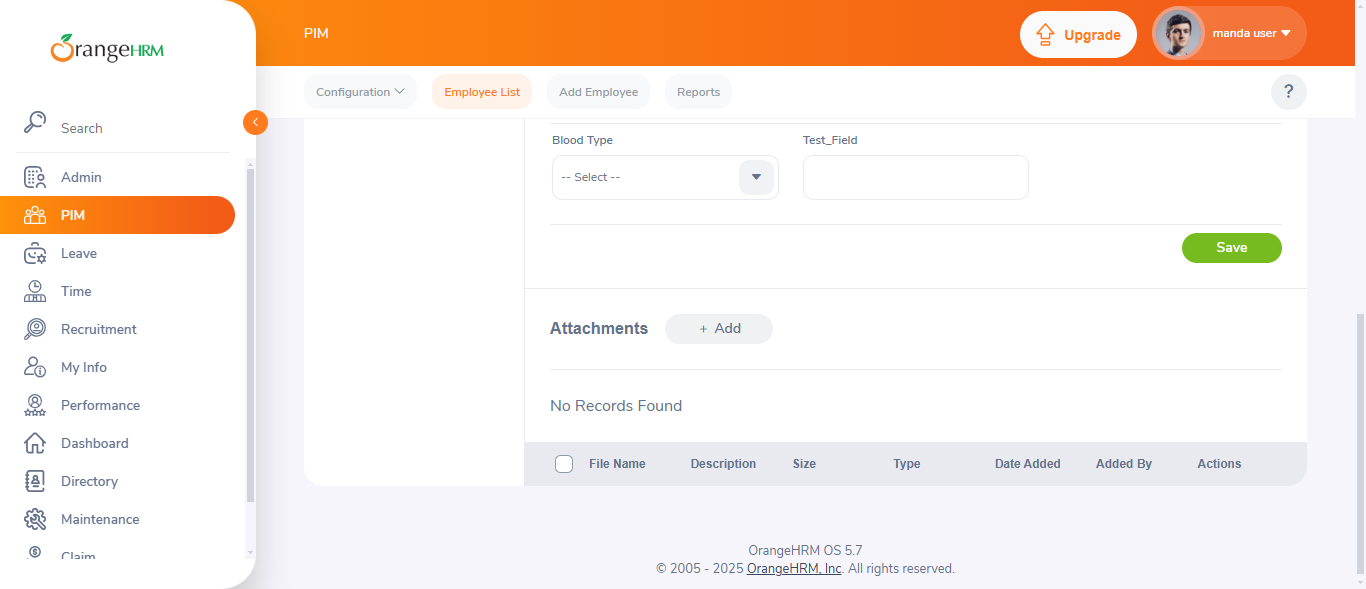 OrangeHRM
PIM
Upgrade
manda user
Search
Configuration
Employee List
Add Employee
Reports
?
Admin
PIM
Leave
Time
Recruitment
My Info
Performance
Dashboard
Directory
Maintenance
Claim
Blood Type
Test_Field
-- Select --
Save
Attachments
+ Add
No Records Found
File Name
Description
Size
Type
Date Added
Added By
Actions
OrangeHRM OS 5.7
© 2005 - 2025 OrangeHRM, Inc. All rights reserved.